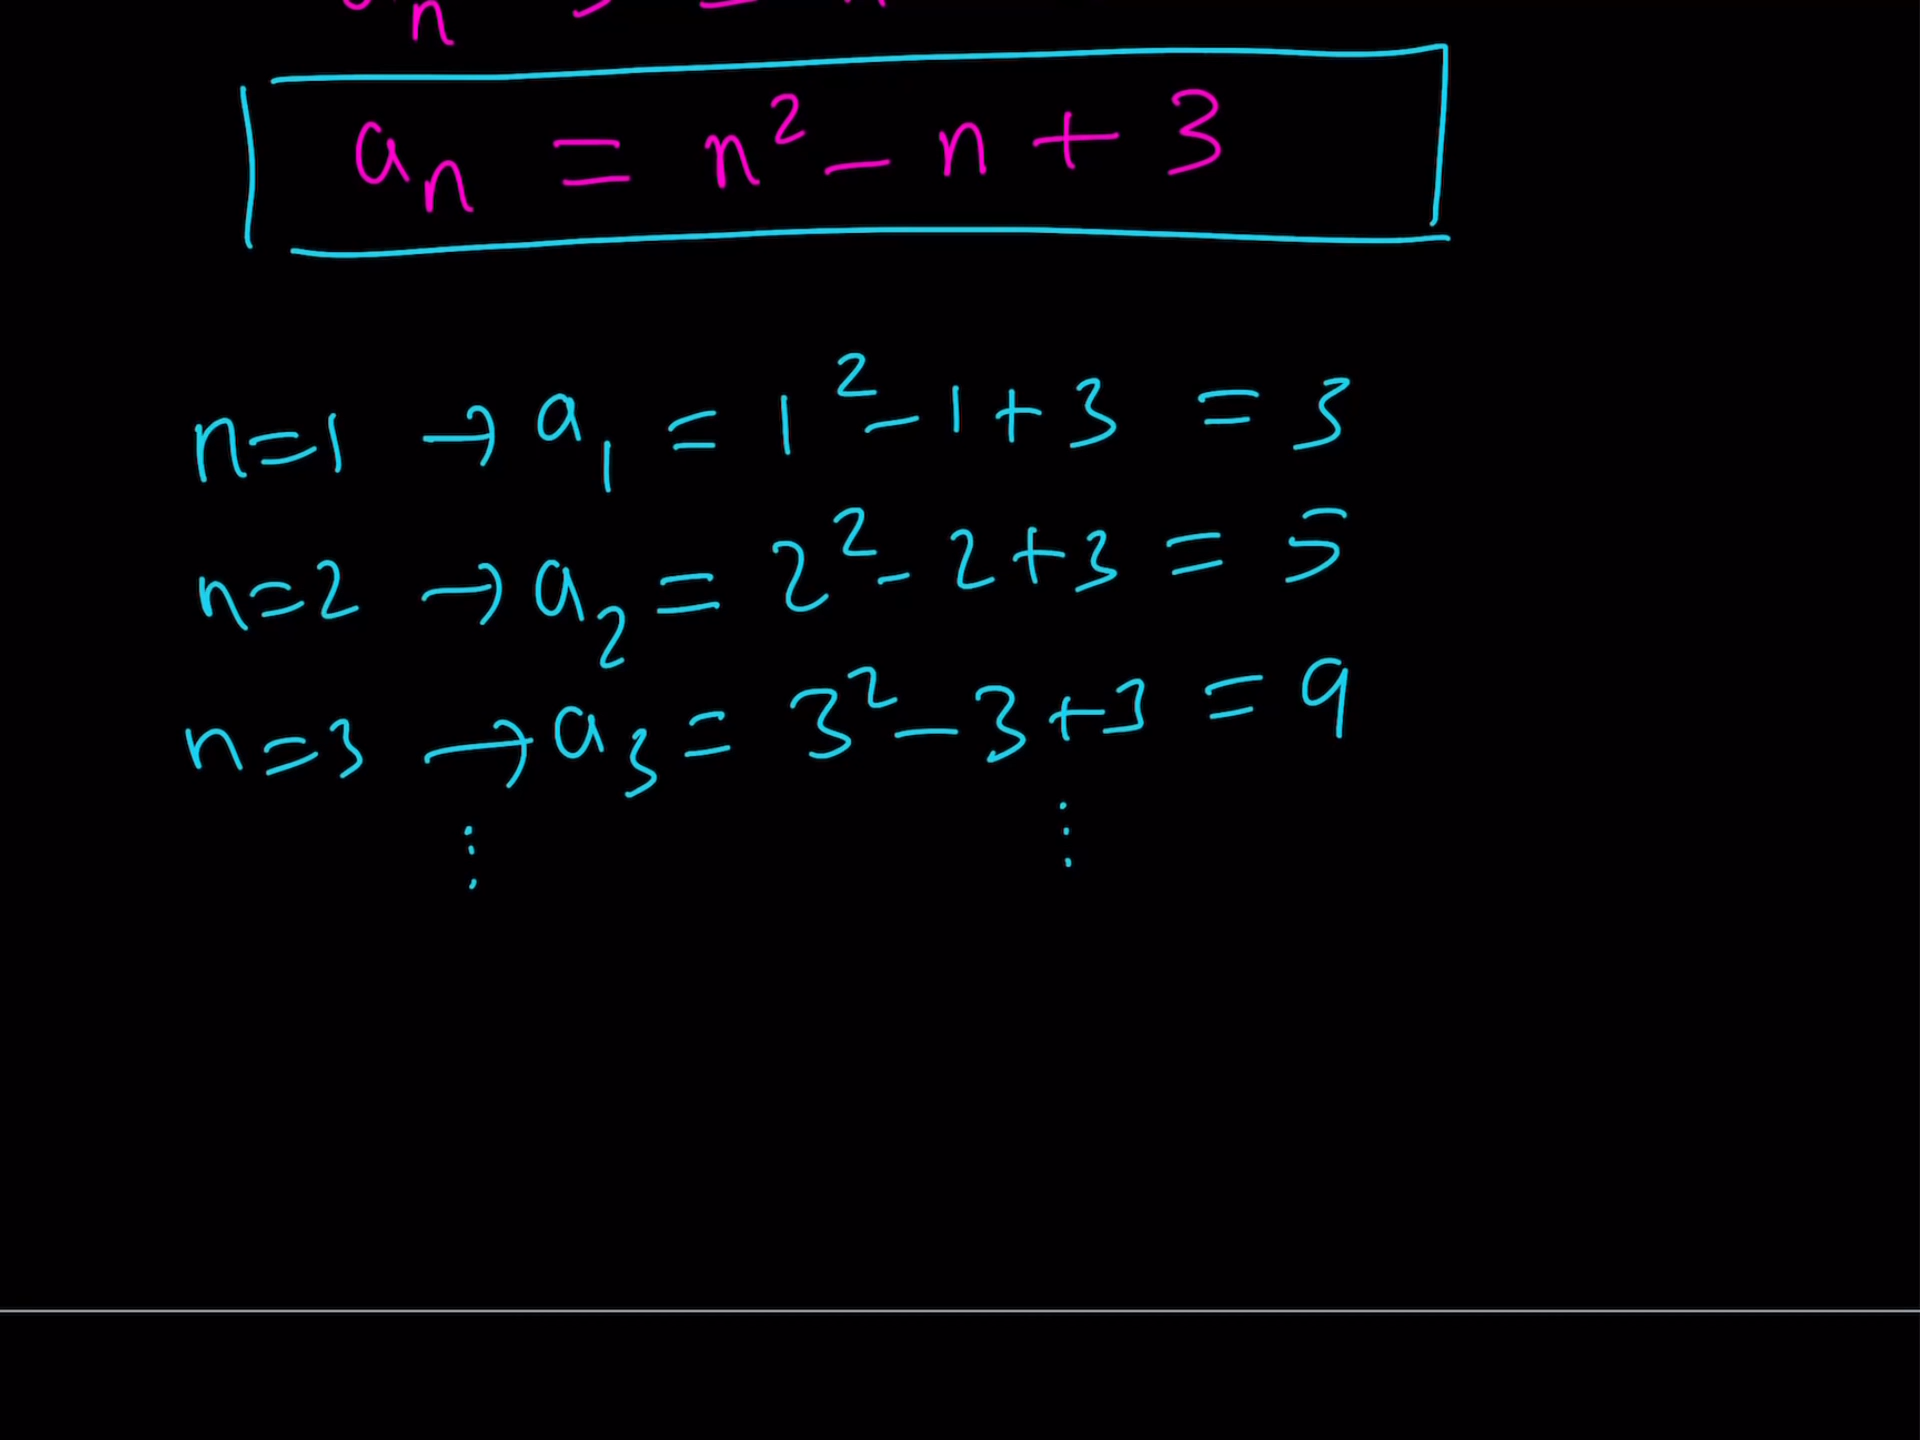 aₙ = n² - n + 3
n=1 → a₁ = 1² - 1 + 3 = 3
n=2 → a₂ = 2² - 2 + 3 = 5
n=3 → a₃ = 3² - 3 + 3 = 9
⋮ ⋮